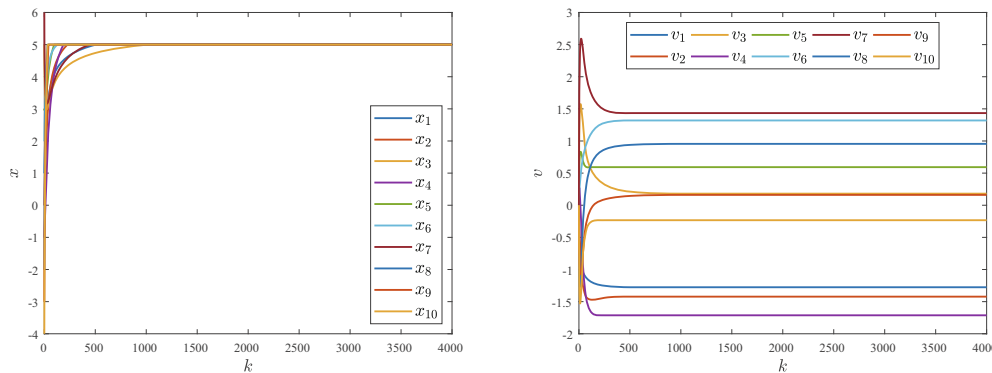 6
5
4
3
2
1
0
-1
-2
-3
-4
x
0 500 1000 1500 2000 2500 3000 3500 4000
k
x₁
x₂
x₃
x₄
x₅
x₆
x₇
x₈
x₉
x₁₀
3
2.5
2
1.5
1
0.5
0
-0.5
-1
-1.5
-2
v
v₁ v₃ v₅ v₇ v₉
v₂ v₄ v₆ v₈ v₁₀
0 500 1000 1500 2000 2500 3000 3500 400
k